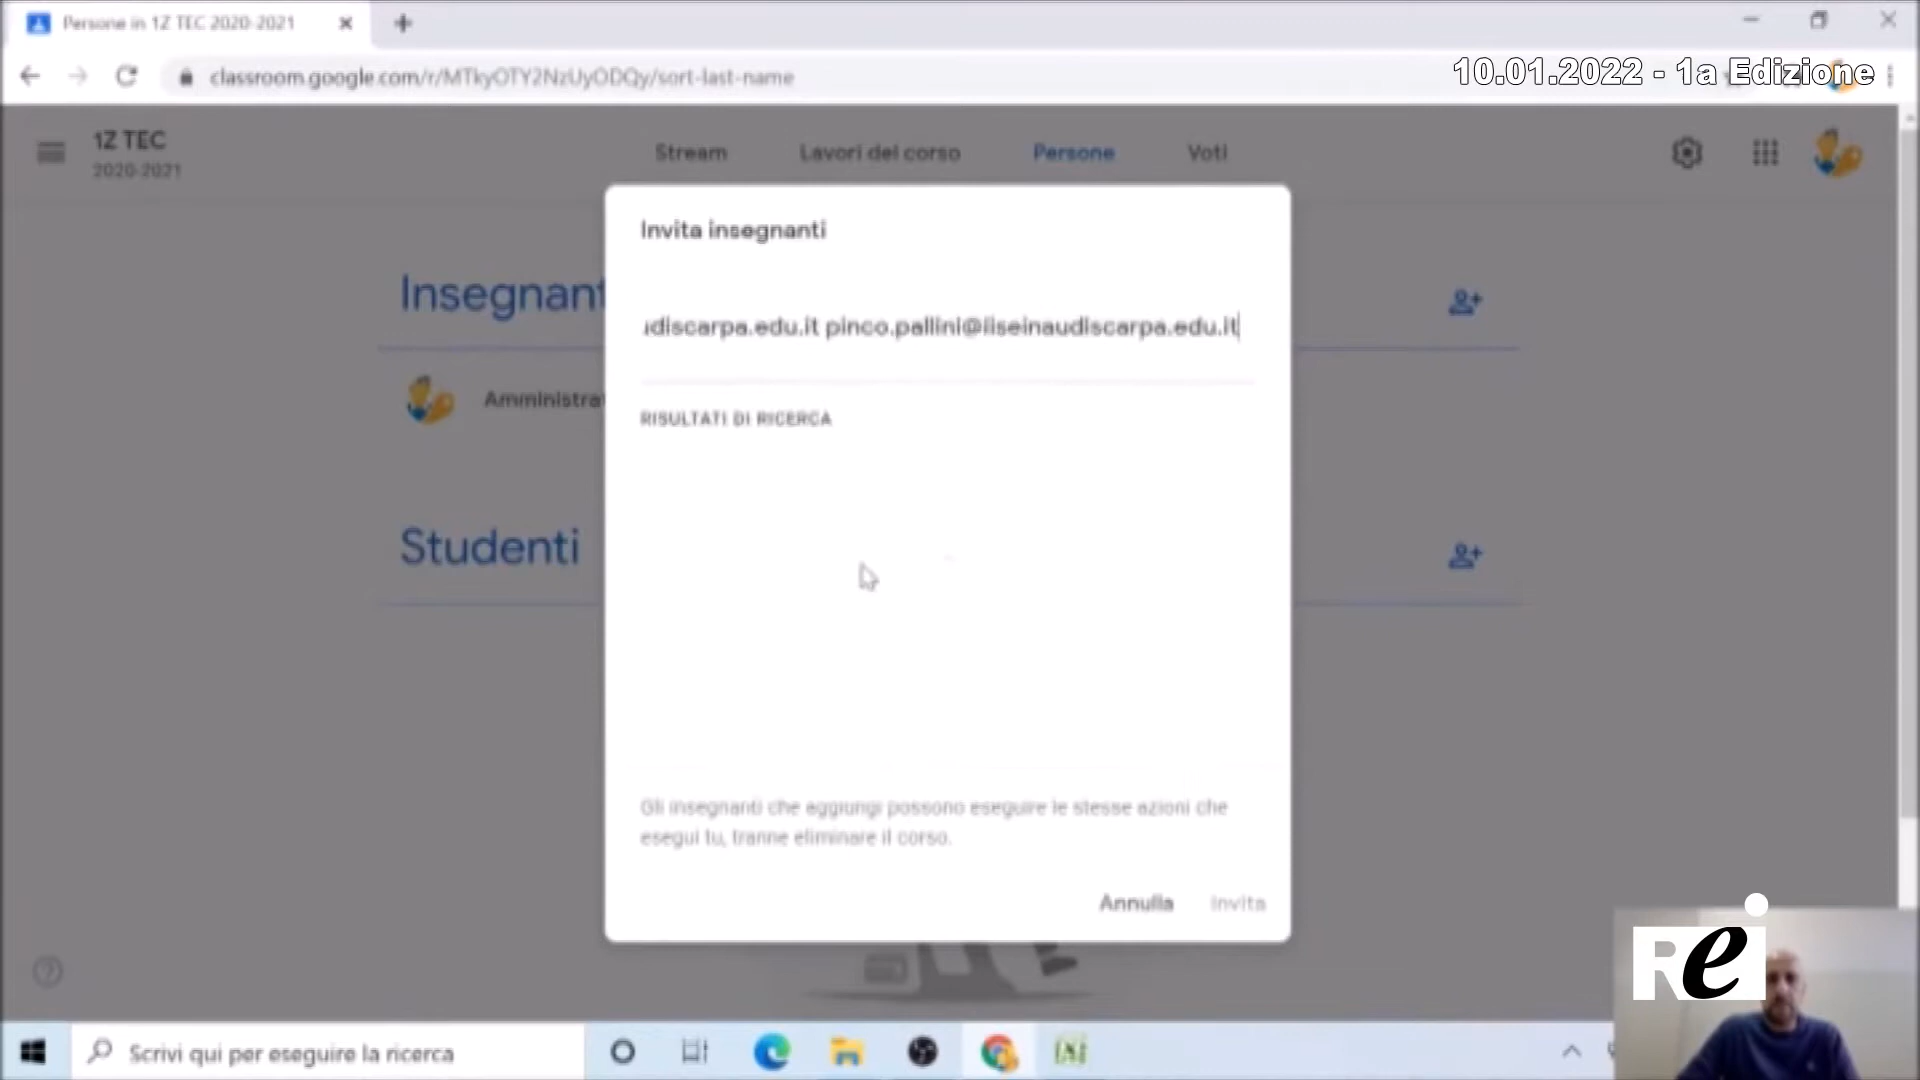 Persone in 1Z TEC 2020-2021
classroom.google.com/r/MTkyOTY2NzUyODQy/sort-last-name
10.01.2022 - 1a Edizione
1Z TEC
2020-2021
Stream
Lavori del corso
Persone
Voti
Invita insegnanti
Insegnant
udiscarpa.edu.it pinco.pallini@iiseinaudiscarpa.edu.it
Amministrat
RISULTATI DI RICERCA
Studenti
Gli insegnanti che aggiungi possono eseguire le stesse azioni che
esegui tu, tranne eliminare il corso.
Annulla
Invita
Rei
Scrivi qui per eseguire la ricerca